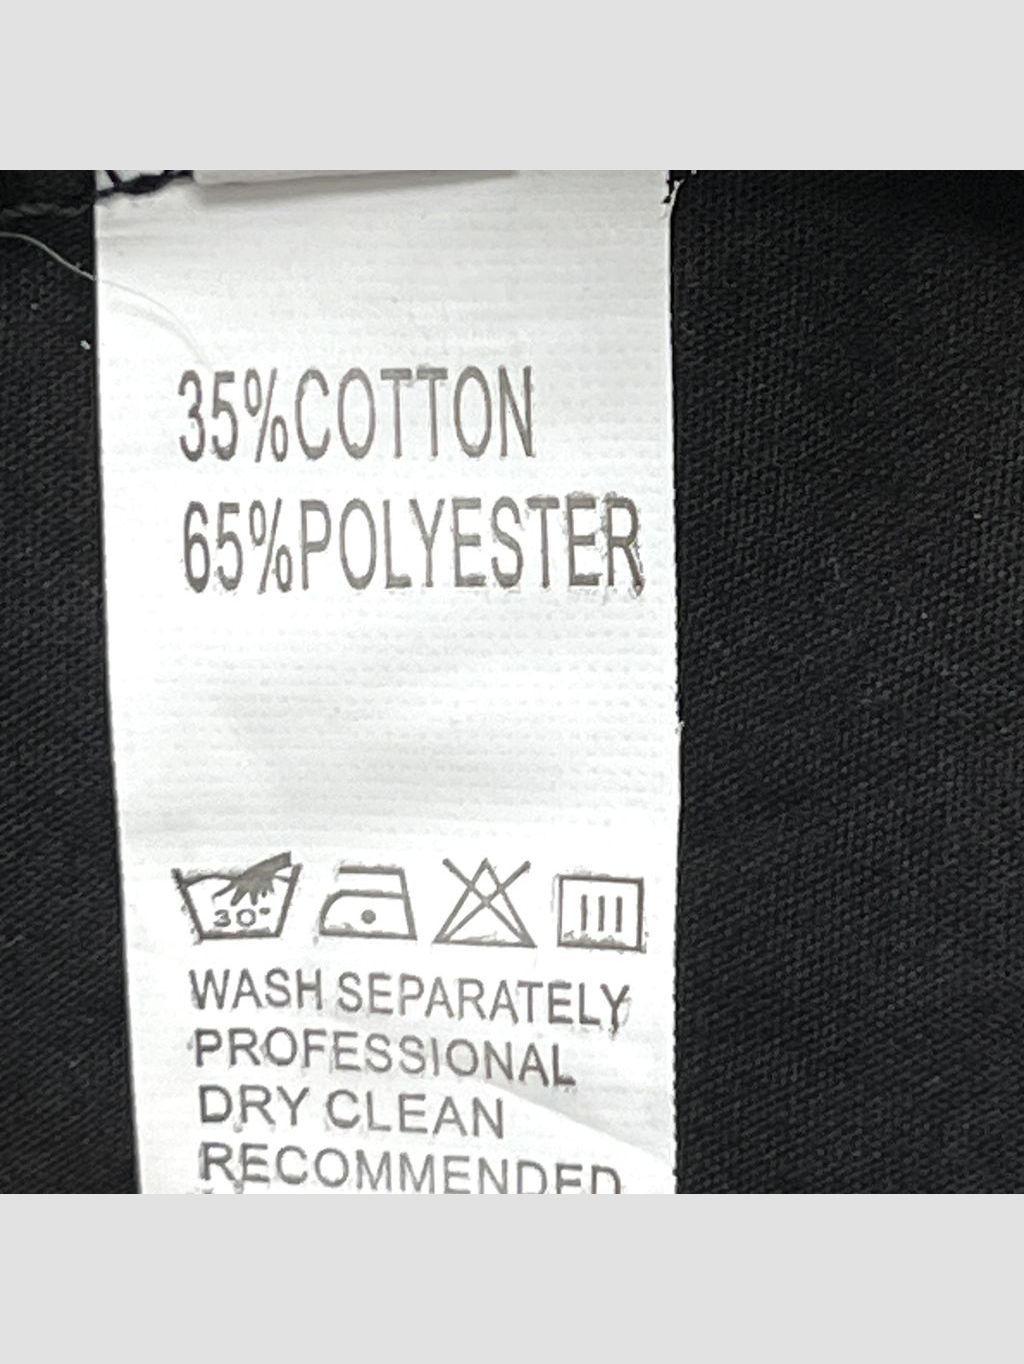 35%COTTON
65%POLYESTER
30°
WASH SEPARATELY
PROFESSIONAL
DRY CLEAN
RECOMMENDED